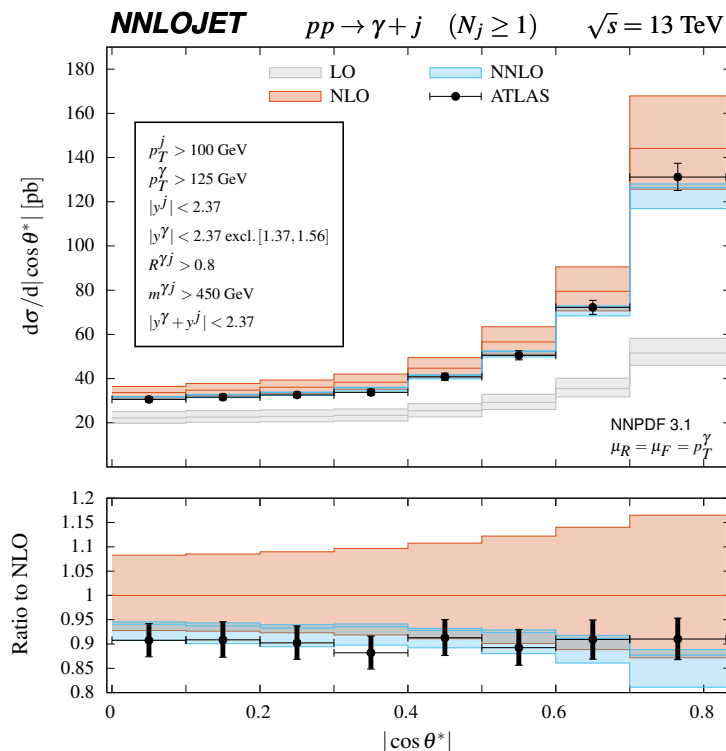 NNLOJET pp → γ + j (N_j ≥ 1) √s = 13 TeV
LO NNLO
NLO ATLAS
p_T^j > 100 GeV
p_T^γ > 125 GeV
|y^j| < 2.37
|y^γ| < 2.37 excl. [1.37, 1.56]
R^{γj} > 0.8
m^{γj} > 450 GeV
|y^γ + y^j| < 2.37
dσ/d|cos θ*| [pb]
180
160
140
120
100
80
60
40
20
NNPDF 3.1
μ_R = μ_F = p_T^γ
Ratio to NLO
1.2
1.15
1.1
1.05
1
0.95
0.9
0.85
0.8
0 0.2 0.4 0.6 0.8
|cos θ*|